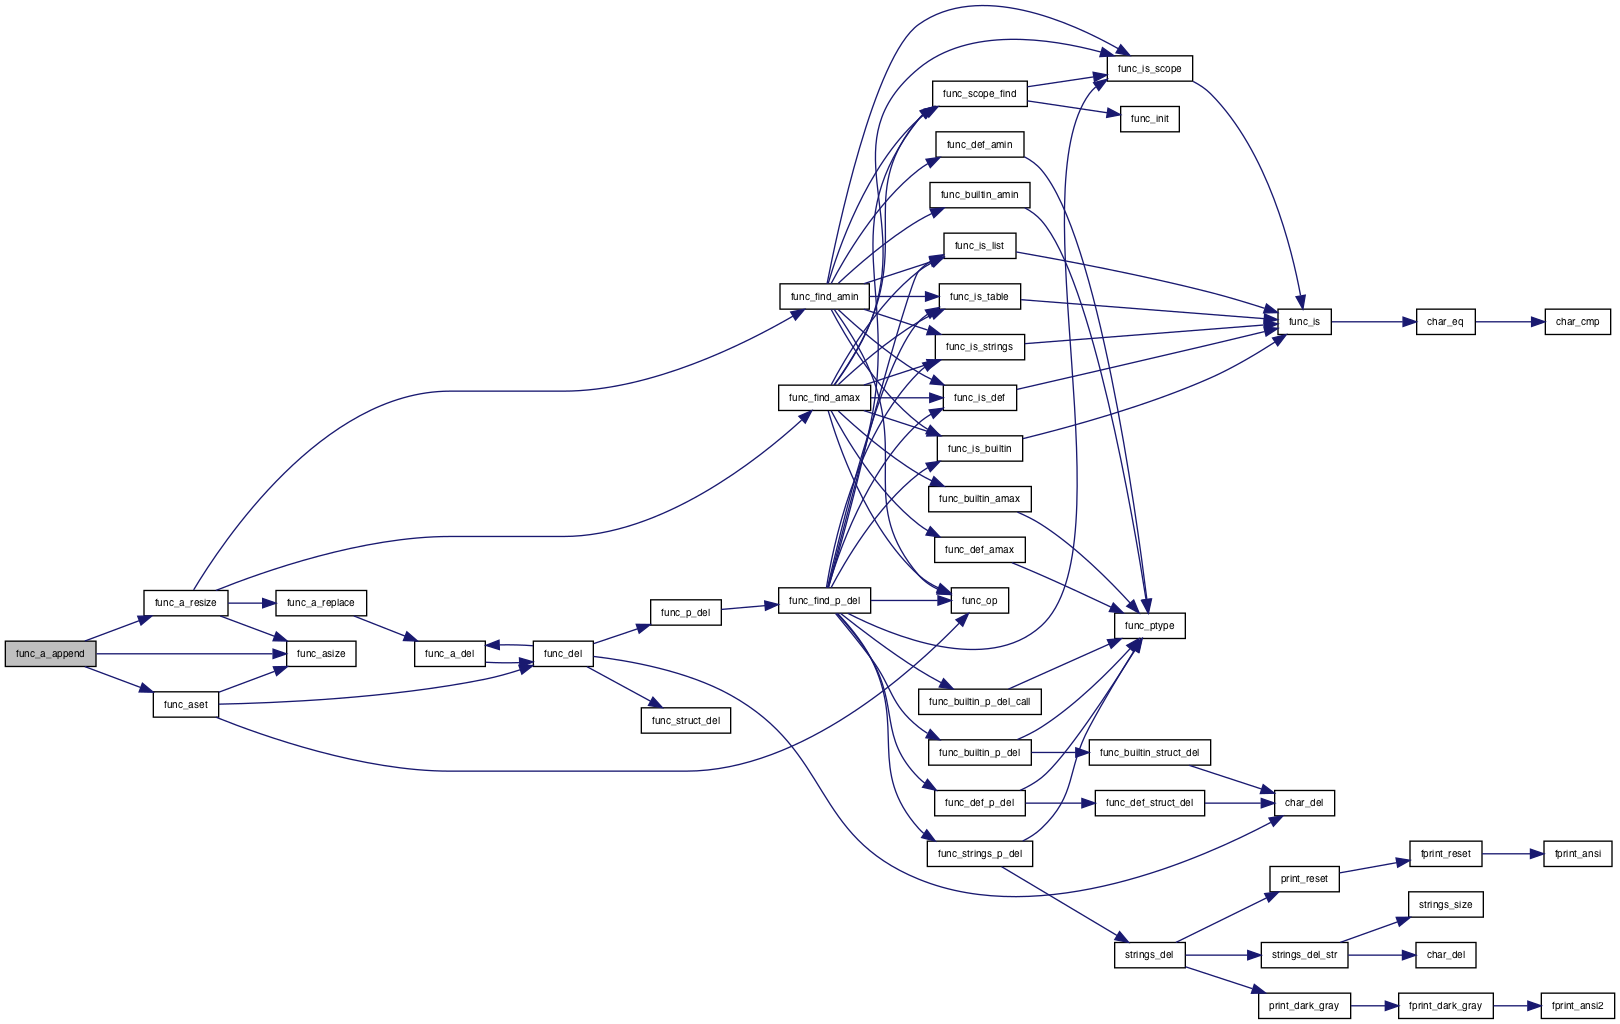 func_a_append
func_a_resize
func_aset
func_a_replace
func_asize
func_a_del
func_del
func_p_del
func_struct_del
func_find_amin
func_find_amax
func_find_p_del
func_scope_find
func_def_amin
func_builtin_amin
func_is_list
func_is_table
func_is_strings
func_is_def
func_is_builtin
func_builtin_amax
func_def_amax
func_op
func_builtin_p_del_call
func_builtin_p_del
func_def_p_del
func_strings_p_del
func_is_scope
func_init
func_ptype
func_builtin_struct_del
func_def_struct_del
strings_del
func_is
char_del
print_reset
strings_del_str
print_dark_gray
char_eq
fprint_reset
strings_size
char_del
fprint_dark_gray
char_cmp
fprint_ansi
fprint_ansi2